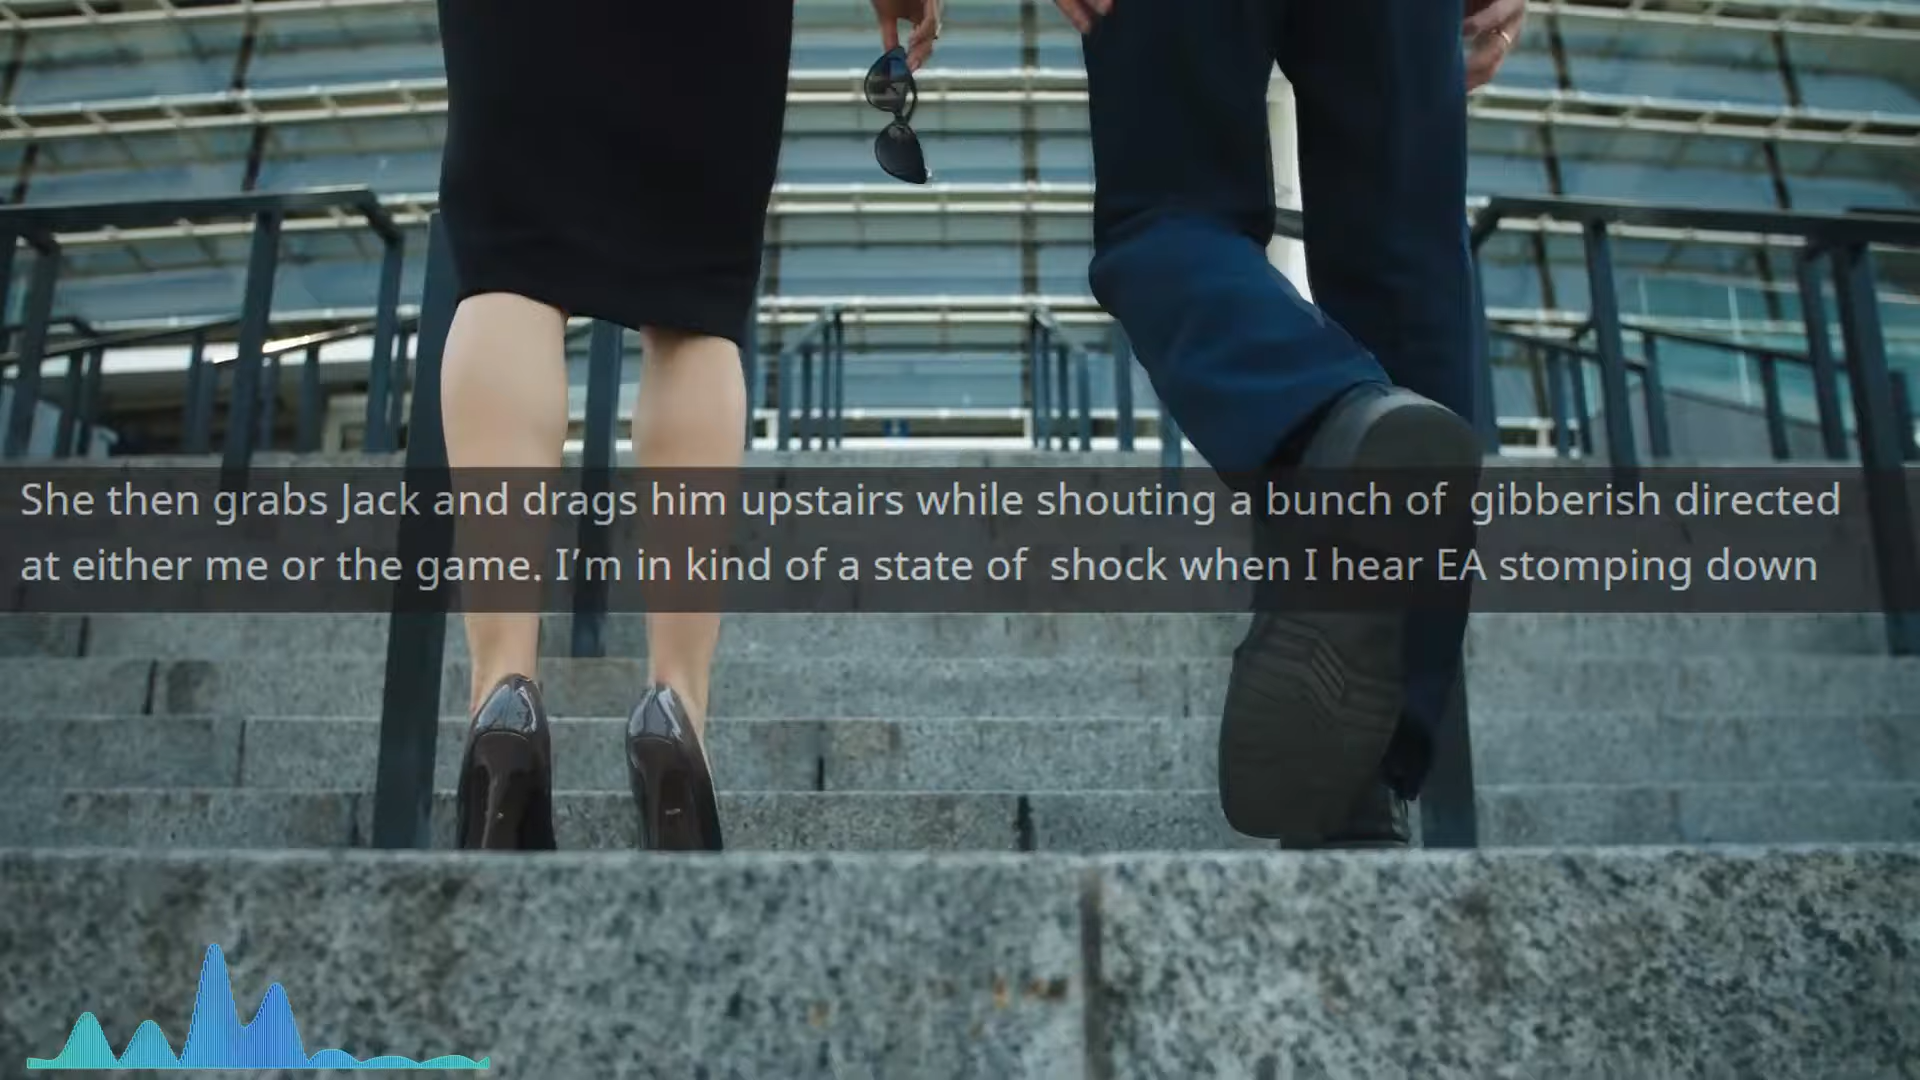 She then grabs Jack and drags him upstairs while shouting a bunch of  gibberish directed
at either me or the game. I’m in kind of a state of  shock when I hear EA stomping down